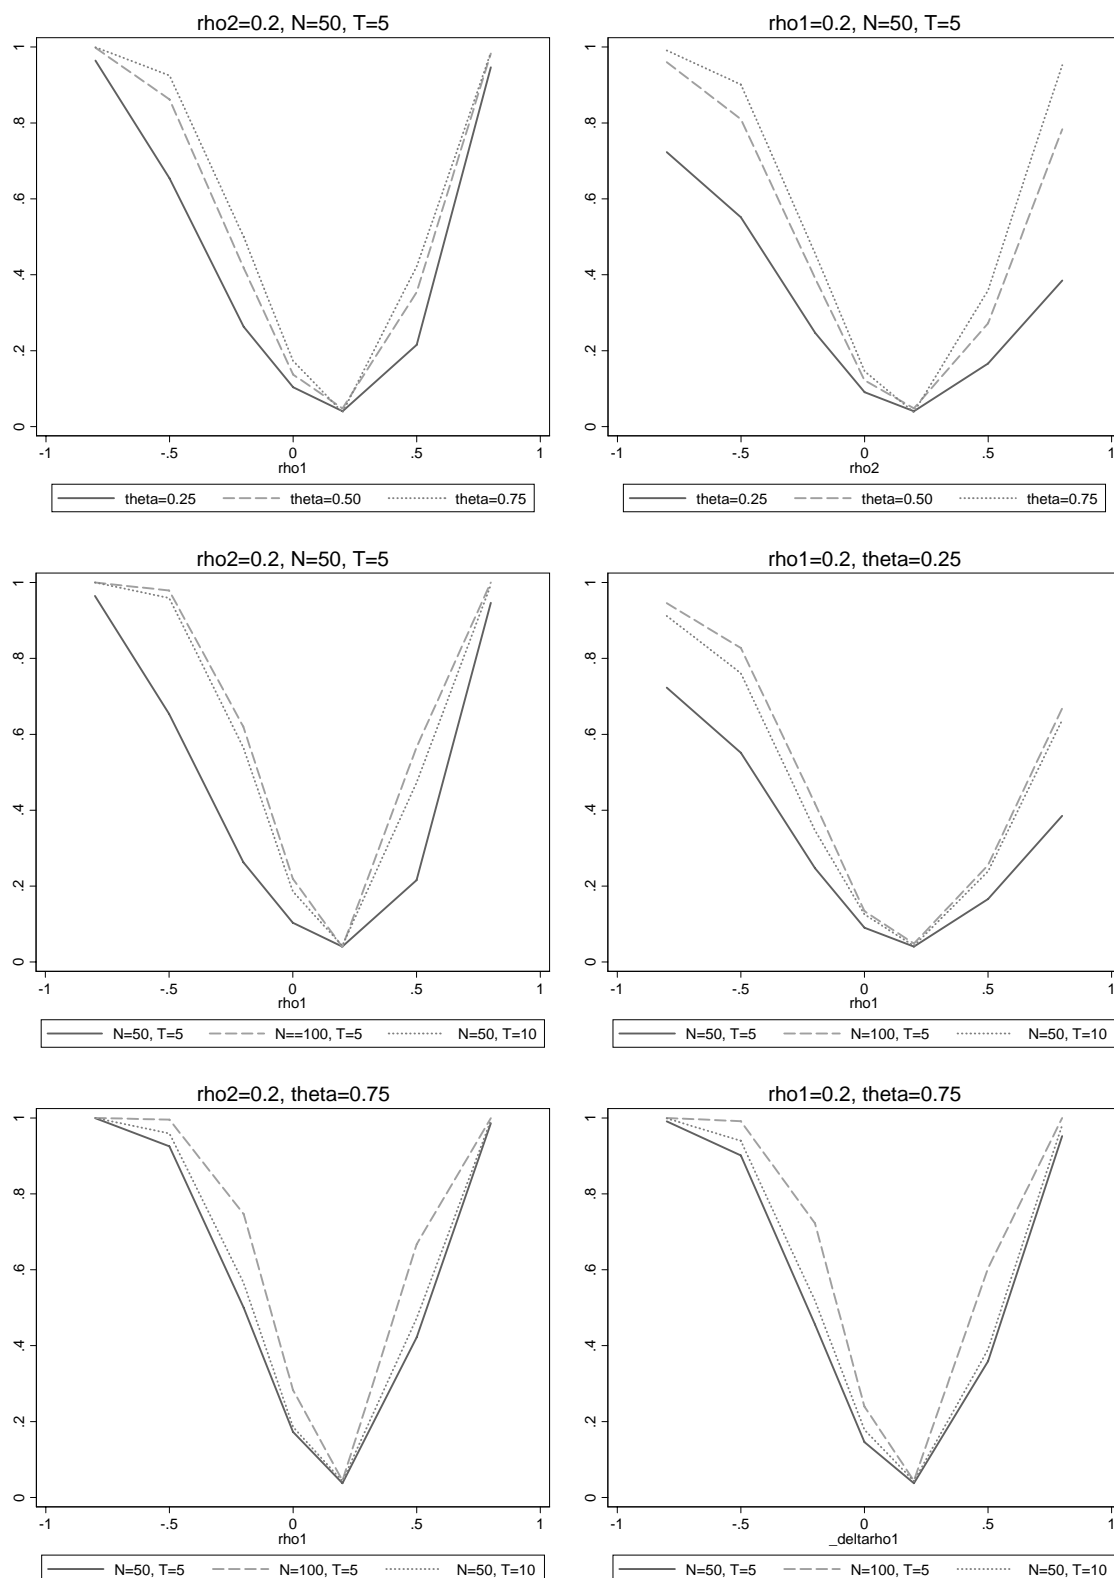 rho2=0.2, N=50, T=5
0 .2 .4 .6 .8 1
-1 -.5 0 .5 1
rho1
theta=0.25 theta=0.50 theta=0.75
rho1=0.2, N=50, T=5
0 .2 .4 .6 .8 1
-1 -.5 0 .5 1
rho2
theta=0.25 theta=0.50 theta=0.75
rho2=0.2, N=50, T=5
0 .2 .4 .6 .8 1
-1 -.5 0 .5 1
rho1
N=50, T=5 N==100, T=5 N=50, T=10
rho1=0.2, theta=0.25
0 .2 .4 .6 .8 1
-1 -.5 0 .5 1
rho1
N=50, T=5 N=100, T=5 N=50, T=10
rho2=0.2, theta=0.75
0 .2 .4 .6 .8 1
-1 -.5 0 .5 1
rho1
N=50, T=5 N=100, T=5 N=50, T=10
rho1=0.2, theta=0.75
0 .2 .4 .6 .8 1
-1 -.5 0 .5 1
_deltarho1
N=50, T=5 N=100, T=5 N=50, T=10